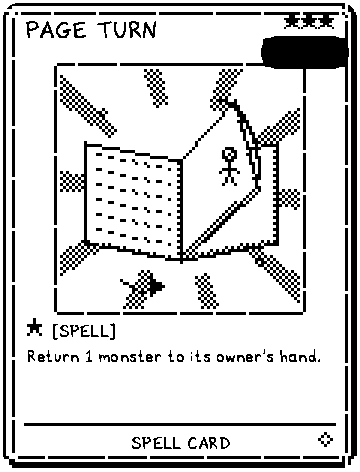 PAGE TURN
[SPELL]
Return 1 monster to its owner's hand.
SPELL CARD